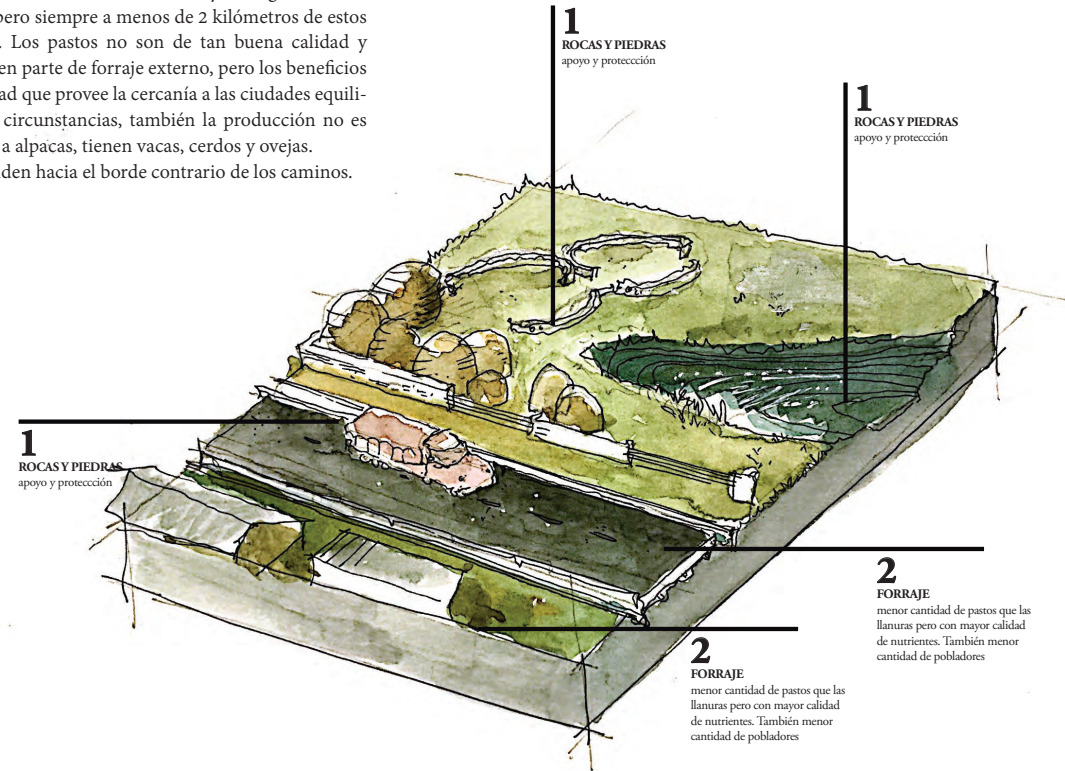 pero siempre a menos de 2 kilómetros de estos
. Los pastos no son de tan buena calidad y
en parte de forraje externo, pero los beneficios
ad que provee la cercanía a las ciudades equili-
circunstancias, también la producción no es
a alpacas, tienen vacas, cerdos y ovejas.
den hacia el borde contrario de los caminos.
1
ROCAS Y PIEDRAS
apoyo y proteccción
1
ROCAS Y PIEDRAS
apoyo y proteccción
1
ROCAS Y PIEDRAS
apoyo y proteccción
2
FORRAJE
menor cantidad de pastos que las
llanuras pero con mayor calidad
de nutrientes. También menor
cantidad de pobladores
2
FORRAJE
menor cantidad de pastos que las
llanuras pero con mayor calidad
de nutrientes. También menor
cantidad de pobladores